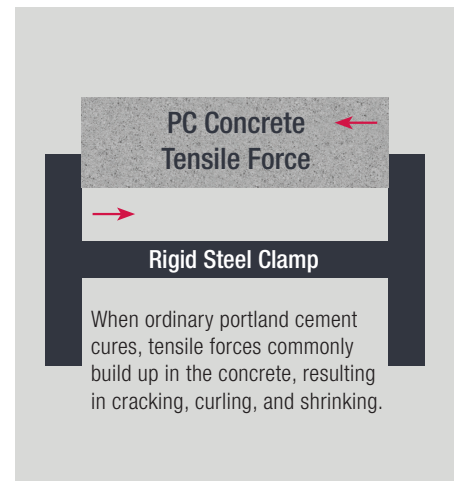 PC Concrete
Tensile Force
Rigid Steel Clamp
When ordinary portland cement
cures, tensile forces commonly
build up in the concrete, resulting
in cracking, curling, and shrinking.